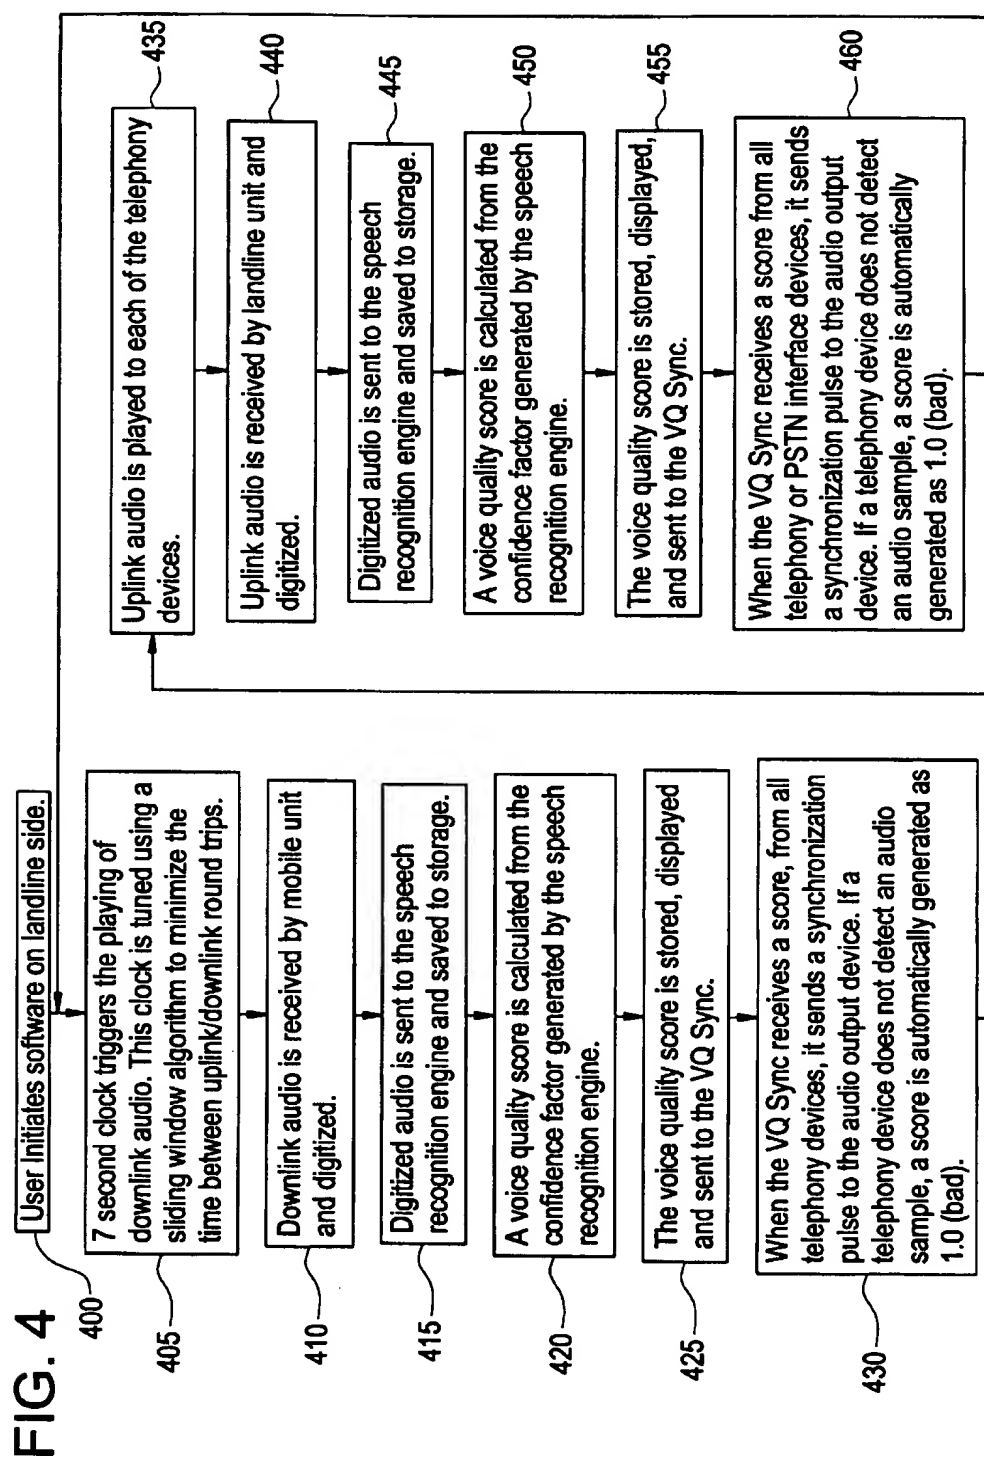 FIG. 4
User Initiates software on landline side.
400
7 second clock triggers the playing of
downlink audio. This clock is tuned using a
sliding window algorithm to minimize the
time between uplink/downlink round trips.
405
Downlink audio is received by mobile unit
and digitized.
410
Digitized audio is sent to the speech
recognition engine and saved to storage.
415
A voice quality score is calculated from the
confidence factor generated by the speech
recognition engine.
420
The voice quality score is stored, displayed
and sent to the VQ Sync.
425
When the VQ Sync receives a score, from all
telephony devices, it sends a synchronization
pulse to the audio output device. If a
telephony device does not detect an audio
sample, a score is automatically generated as
1.0 (bad).
430
Uplink audio is played to each of the telephony
devices.
435
Uplink audio is received by landline unit and
digitized.
440
Digitized audio is sent to the speech
recognition engine and saved to storage.
445
A voice quality score is calculated from the
confidence factor generated by the speech
recognition engine.
450
The voice quality score is stored, displayed,
and sent to the VQ Sync.
455
When the VQ Sync receives a score from all
telephony or PSTN interface devices, it sends
a synchronization pulse to the audio output
device. If a telephony device does not detect
an audio sample, a score is automatically
generated as 1.0 (bad).
460